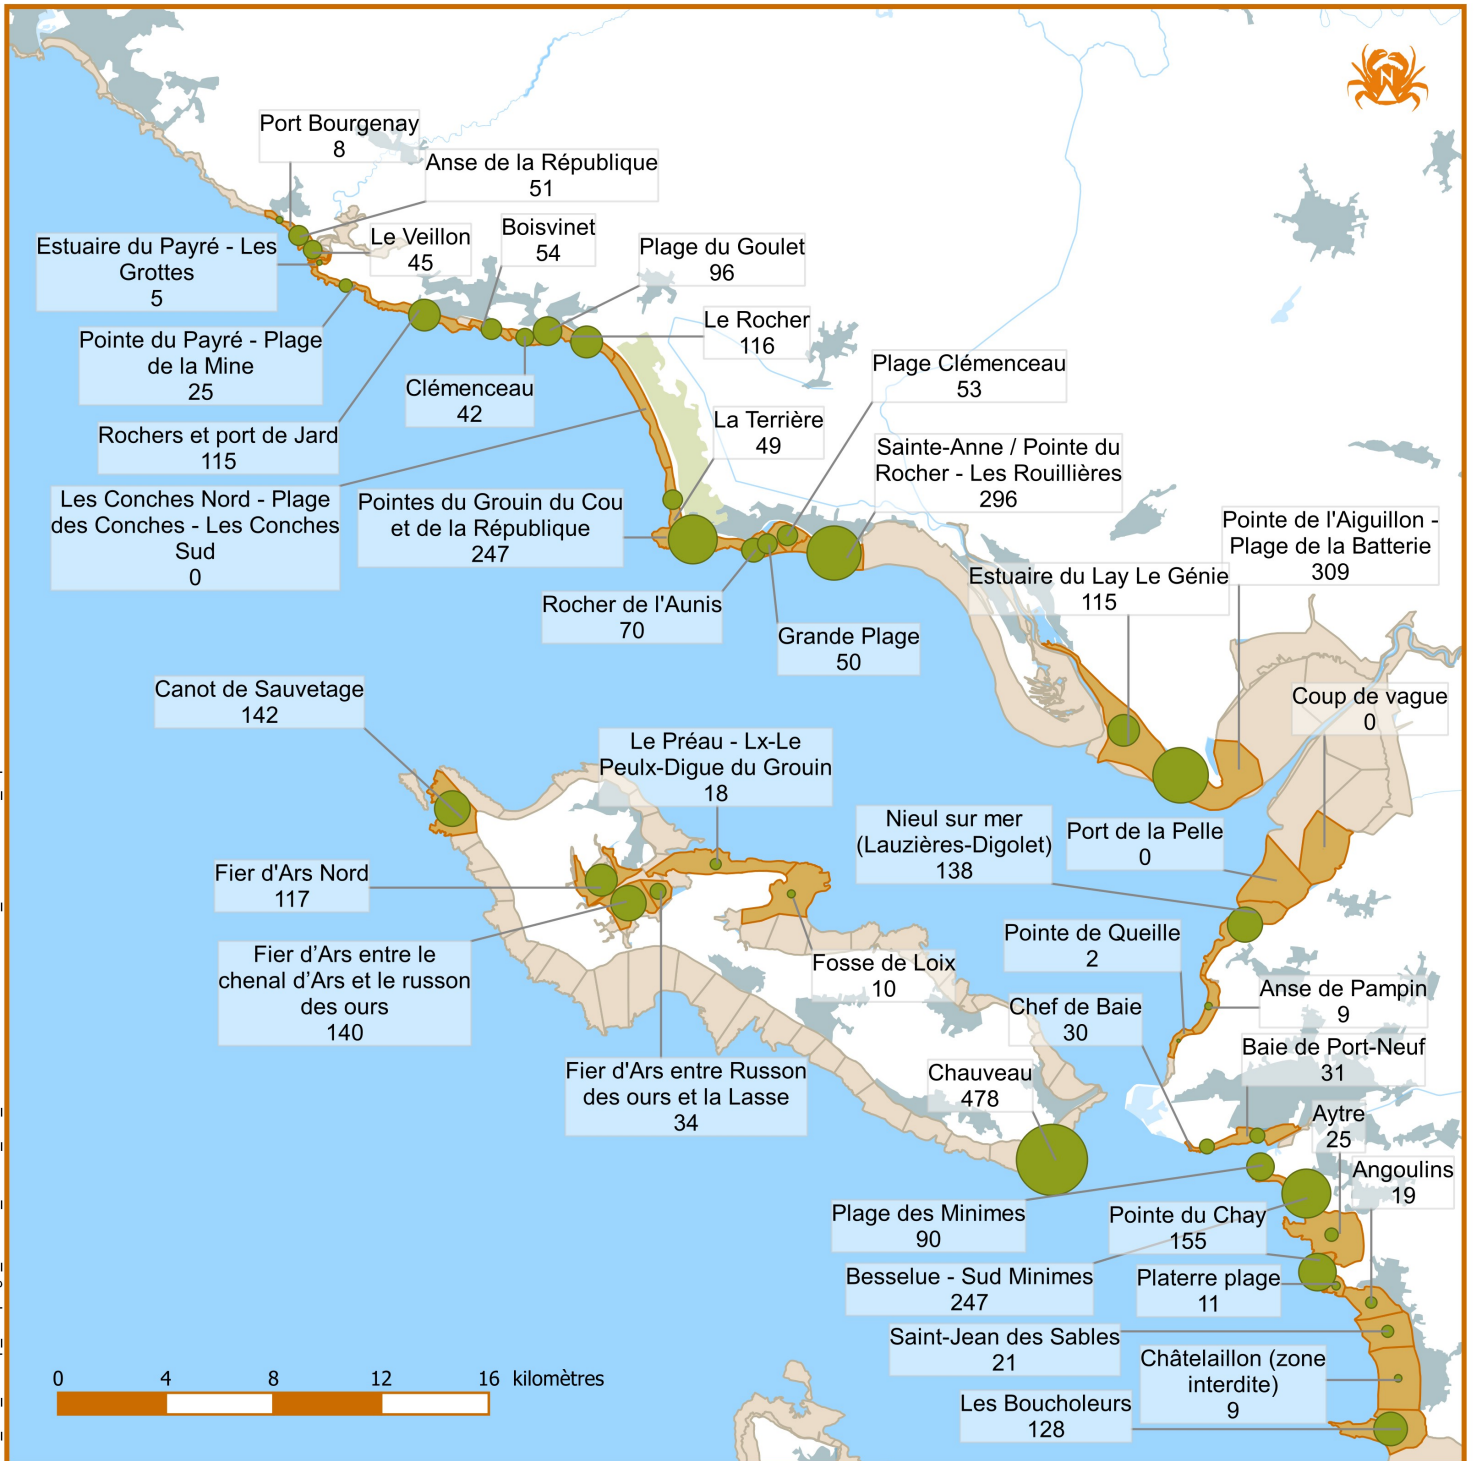 N
Port Bourgenay
8
Anse de la République
51
Boisvinet
54
Le Veillon
45
Plage du Goulet
96
Estuaire du Payré - Les
Grottes
5
Le Rocher
116
Pointe du Payré - Plage
de la Mine
25
Plage Clémenceau
53
Clémenceau
42
La Terrière
49
Rochers et port de Jard
115
Sainte-Anne / Pointe du
Rocher - Les Rouillières
296
Les Conches Nord - Plage
des Conches - Les Conches
Sud
0
Pointes du Grouin du Cou
et de la République
247
Pointe de l'Aiguillon -
Plage de la Batterie
309
Estuaire du Lay Le Génie
115
Rocher de l'Aunis
70
Grande Plage
50
Canot de Sauvetage
142
Coup de vague
0
Le Préau - Lx-Le
Peulx-Digue du Grouin
18
Nieul sur mer
(Lauzières-Digolet)
138
Port de la Pelle
0
Fier d'Ars Nord
117
Pointe de Queille
2
Fier d’Ars entre le
chenal d’Ars et le russon
des ours
140
Fosse de Loix
10
Anse de Pampin
9
Chef de Baie
30
Baie de Port-Neuf
31
Fier d'Ars entre Russon
des ours et la Lasse
34
Chauveau
478
Aytre
25
Angoulins
19
Plage des Minimes
90
Pointe du Chay
155
Besselue - Sud Minimes
247
Platerre plage
11
Saint-Jean des Sables
21
Châtelaillon (zone
interdite)
9
Les Boucholeurs
128
0 4 8 12 16 kilomètres